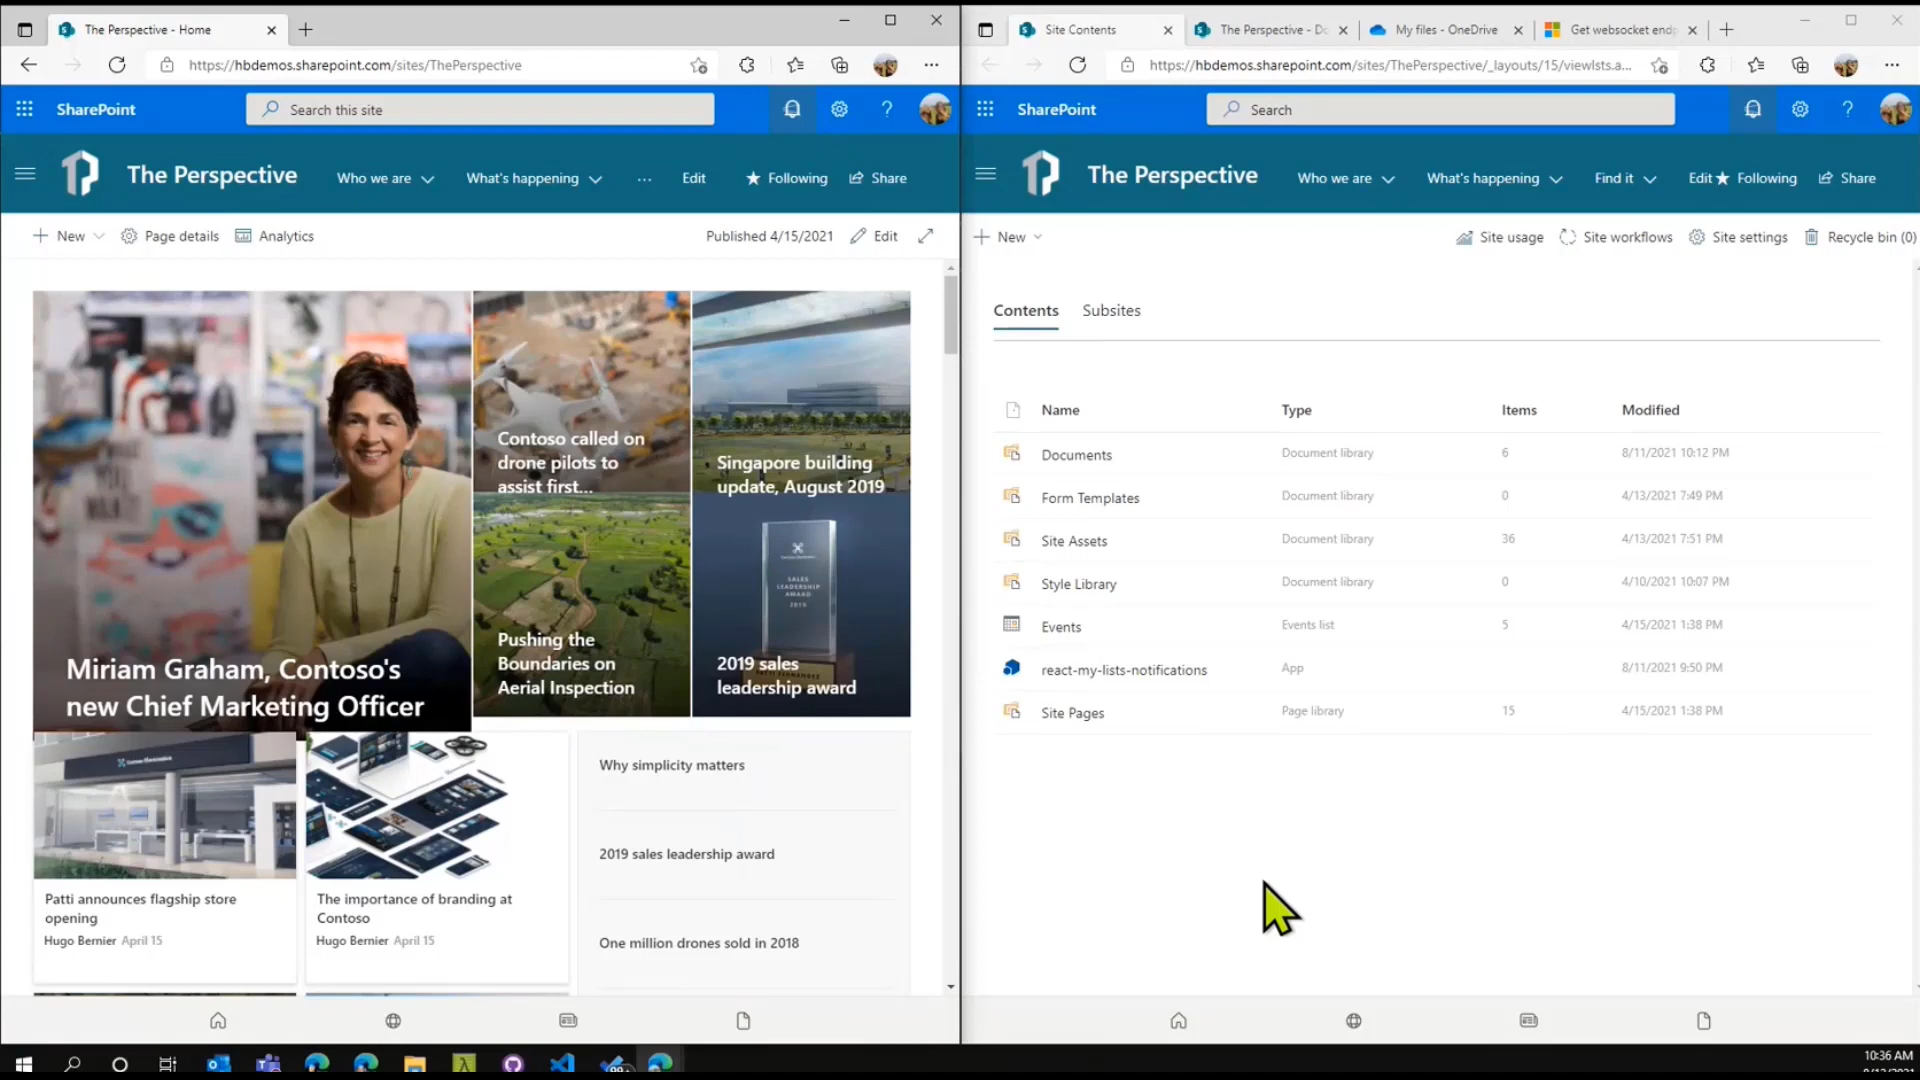 The Perspective - Home
https://hbdemos.sharepoint.com/sites/ThePerspective
SharePoint
Search this site
The Perspective
Who we are
What's happening
Edit
Following
Share
New
Page details
Analytics
Published 4/15/2021
Edit
Miriam Graham, Contoso's
new Chief Marketing Officer
Contoso called on
drone pilots to
assist first...
Singapore building
update, August 2019
Pushing the
Boundaries on
Aerial Inspection
SALES
LEADERSHIP
AWARD
2019
2019 sales
leadership award
Patti announces flagship store
opening
Hugo Bernier April 15
The importance of branding at
Contoso
Hugo Bernier April 15
Why simplicity matters
2019 sales leadership award
One million drones sold in 2018
Site Contents
The Perspective - Do
My files - OneDrive
Get websocket endp
https://hbdemos.sharepoint.com/sites/ThePerspective/_layouts/15/viewlsts.a...
SharePoint
Search
The Perspective
Who we are
What's happening
Find it
Edit
Following
Share
New
Site usage
Site workflows
Site settings
Recycle bin (0)
Contents
Subsites
Name Type Items Modified
Documents Document library 6 8/11/2021 10:12 PM
Form Templates Document library 0 4/13/2021 7:49 PM
Site Assets Document library 36 4/13/2021 7:51 PM
Style Library Document library 0 4/10/2021 10:07 PM
Events Events list 5 4/15/2021 1:38 PM
react-my-lists-notifications App 8/11/2021 9:50 PM
Site Pages Page library 15 4/15/2021 1:38 PM
10:36 AM